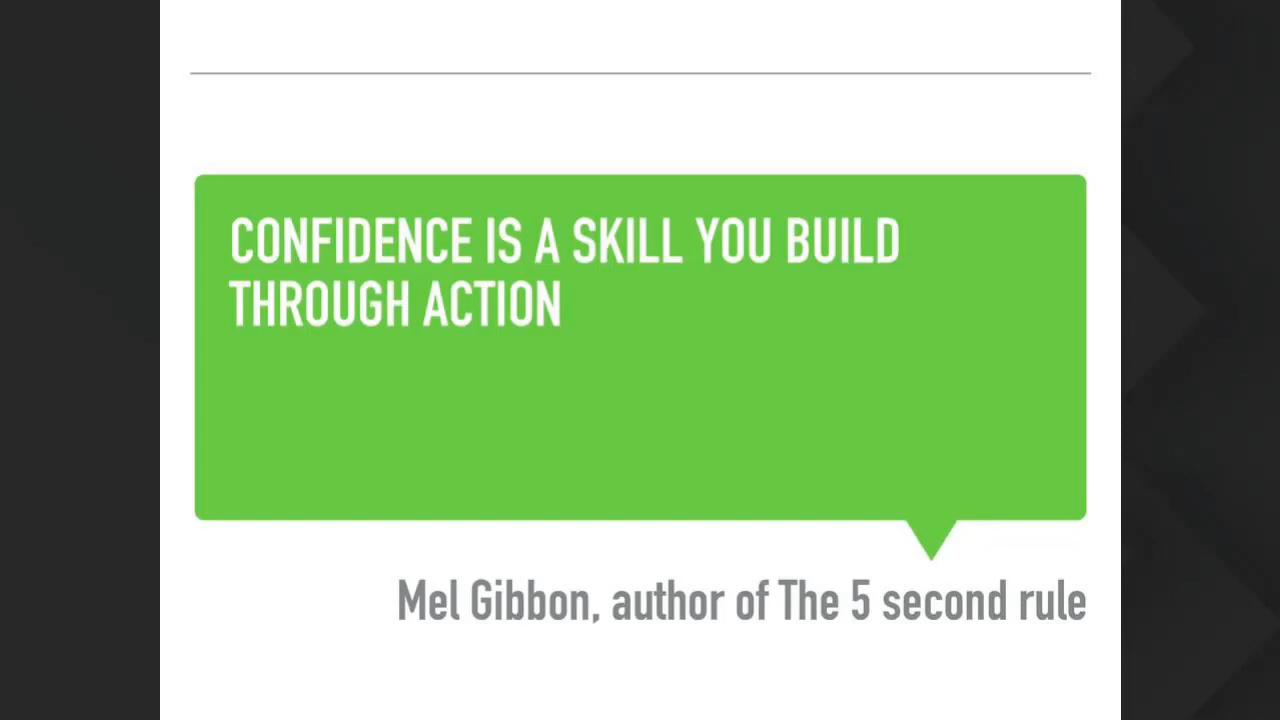 CONFIDENCE IS A SKILL YOU BUILD
THROUGH ACTION
Mel Gibbon, author of The 5 second rule